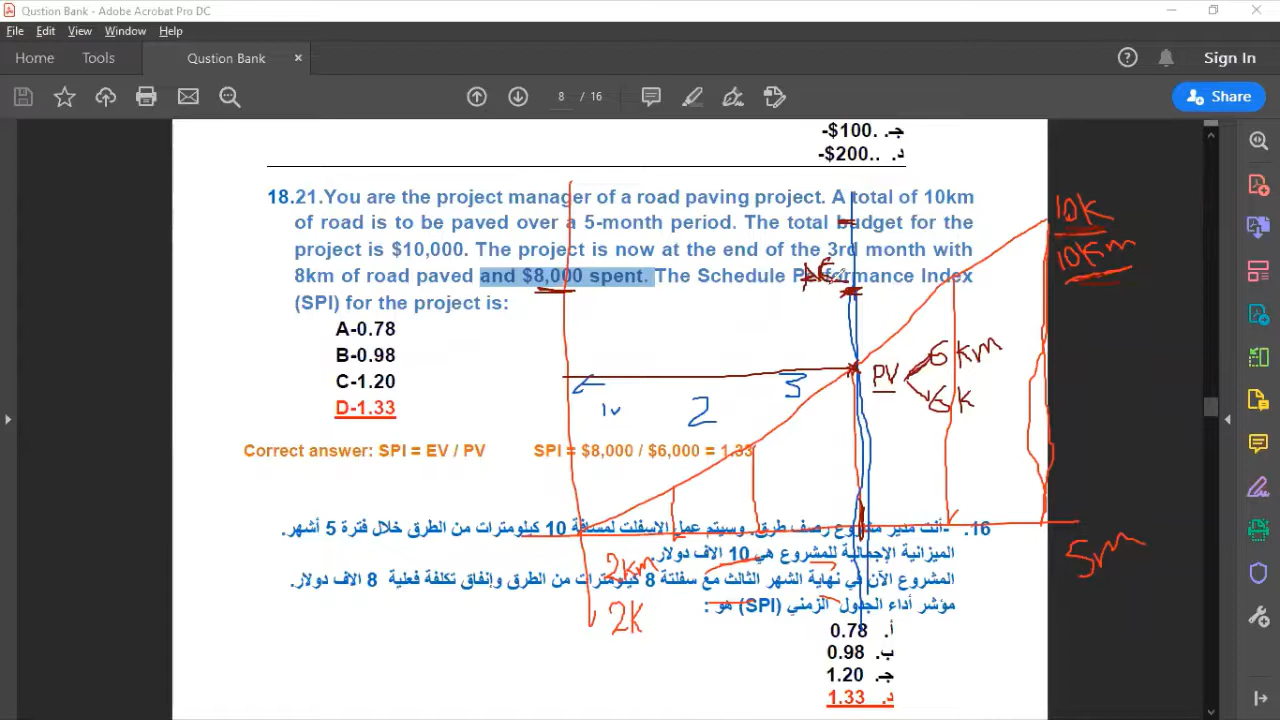 Qustion Bank - Adobe Acrobat Pro DC
File Edit View Window Help
Home Tools Qustion Bank × Sign In
8 / 16 Share
ج. ..$100-
د. ..$200-
18.21.You are the project manager of a road paving project. A total of 10km
of road is to be paved over a 5-month period. The total budget for the
project is $10,000. The project is now at the end of the 3rd month with
8km of road paved and $8,000 spent. The Schedule Performance Index
(SPI) for the project is:
A-0.78
B-0.98
C-1.20
D-1.33
Correct answer: SPI = EV / PV SPI = $8,000 / $6,000 = 1.33
10K
10Km
AC
PV
6 km
6 K
2
3
16. -أنت مدير مشروع رصف طرق. وسيتم عمل الاسفلت لمسافة 10 كيلومترات من الطرق خلال فترة 5 أشهر.
الميزانية الإجمالية للمشروع هي 10 الاف دولار.
المشروع الآن في نهاية الشهر الثالث مع سفلتة 8 كيلومترات من الطرق وإنفاق تكلفة فعلية 8 الاف دولار.
مؤشر أداء الجدول الزمني (SPI) هو :
2km
2K
5m
أ. 0.78
ب. 0.98
ج. 1.20
د. 1.33